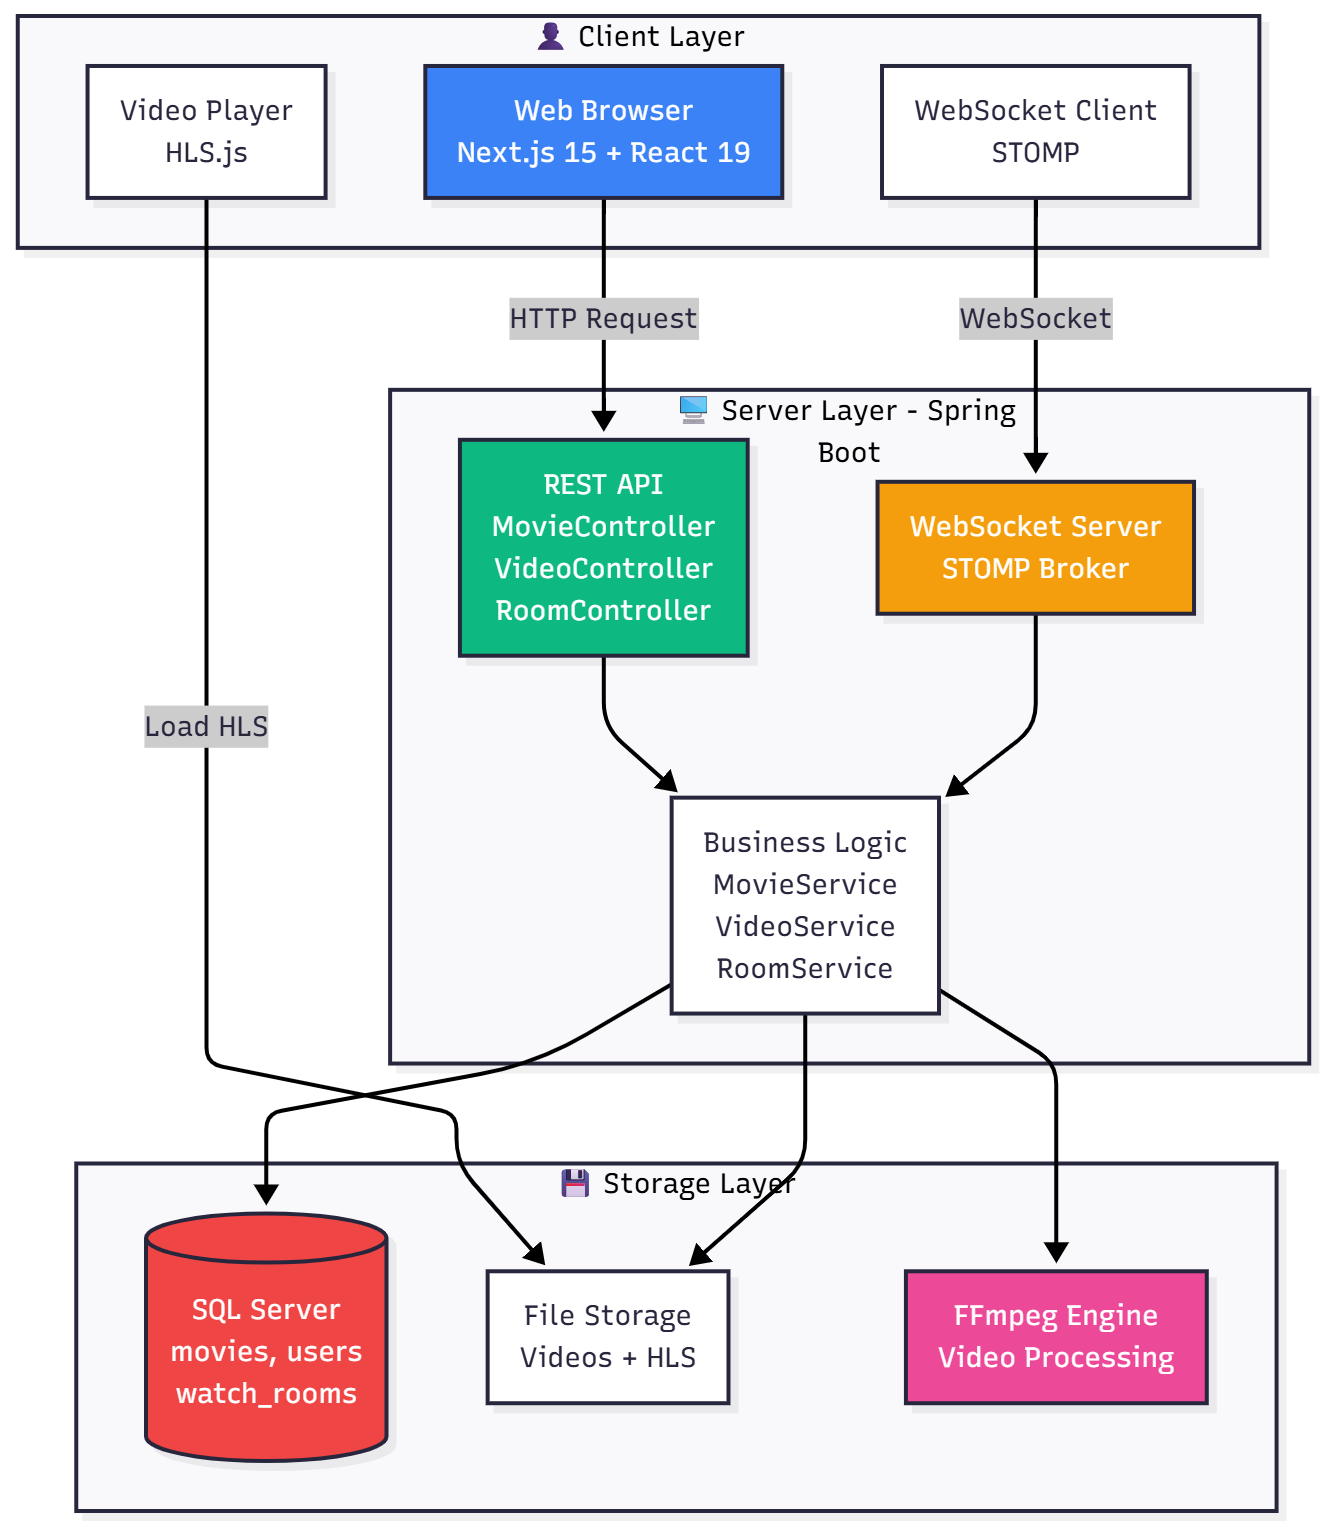 Client Layer
Video Player
HLS.js
Web Browser
Next.js 15 + React 19
WebSocket Client
STOMP
HTTP Request
WebSocket
Server Layer - Spring
Boot
REST API
MovieController
VideoController
RoomController
WebSocket Server
STOMP Broker
Load HLS
Business Logic
MovieService
VideoService
RoomService
Storage Layer
SQL Server
movies, users
watch_rooms
File Storage
Videos + HLS
FFmpeg Engine
Video Processing